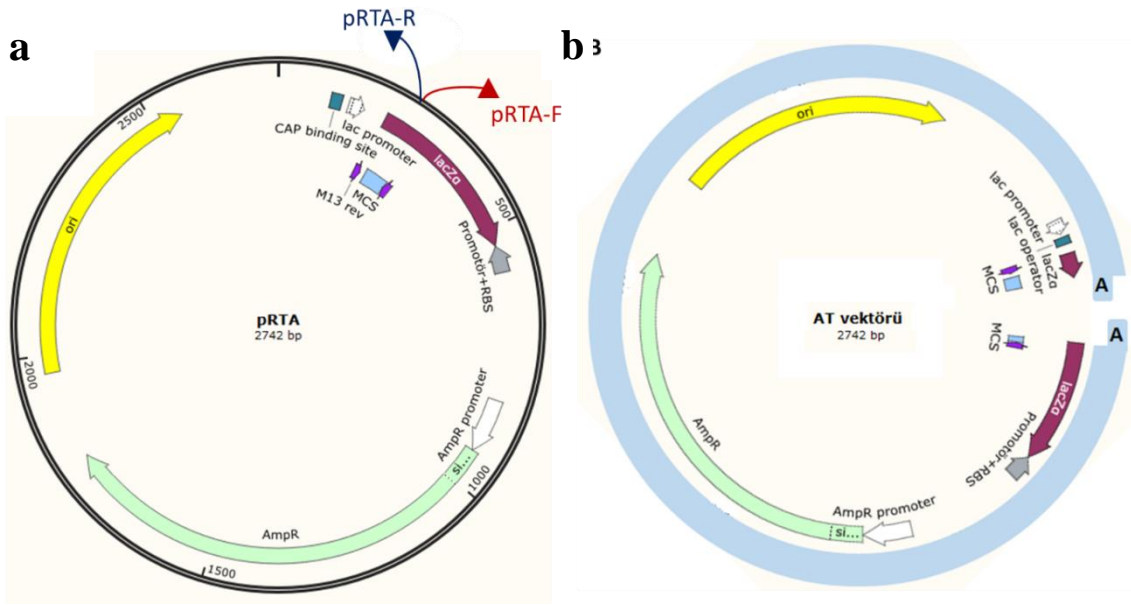 a
pRTA-R
pRTA-F
2500
CAP binding site
lac promoter
lacZα
M13 rev
MCS
500
Promotör+RBS
ori
pRTA
2742 bp
2000
AmpR promoter
si...
1000
AmpR
1500
b
ori
lac promoter
lac operator
lacZα
MCS
A
A
MCS
AT vektörü
2742 bp
lacZα
Promotör+RBS
AmpR
AmpR promoter
si...